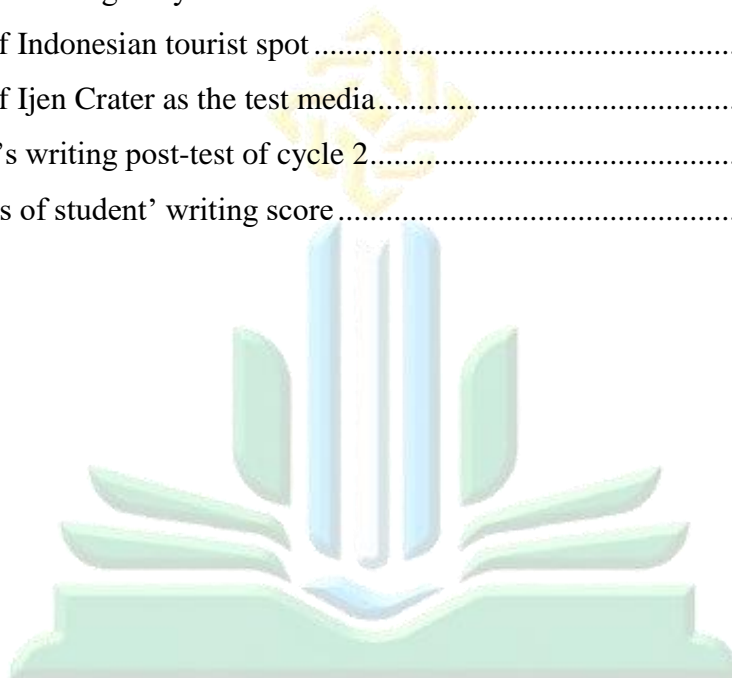 f Indonesian tourist spot ..........................................................
f Ijen Crater as the test media ..................................................
's writing post-test of cycle 2 ...................................................
s of student' writing score .......................................................